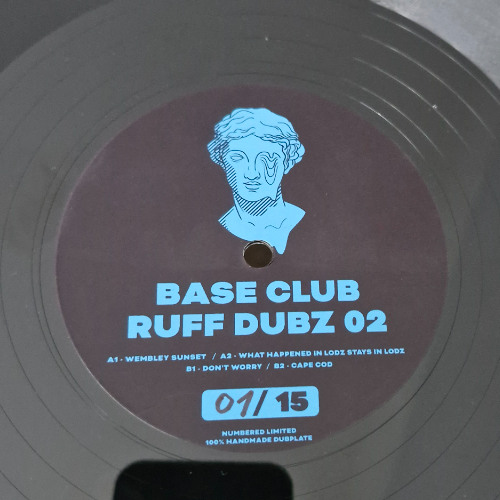 BASE CLUB
RUFF DUBZ 02
A1 - WEMBLEY SUNSET / A2 - WHAT HAPPENED IN LODZ STAYS IN LODZ
B1 - DON'T WORRY / B2 - CAPE COD
01/ 15
NUMBERED LIMITED
100% HANDMADE DUBPLATE